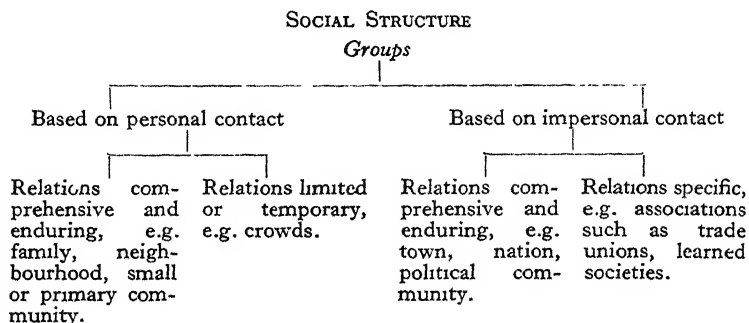 SOCIAL STRUCTURE
Groups
Based on personal contact
Based on impersonal contact
Relations com-
prehensive and
enduring, e.g.
family, neigh-
bourhood, small
or primary com-
munity.
Relations limited
or temporary,
e.g. crowds.
Relations com-
prehensive and
enduring, e.g.
town, nation,
political com-
munity.
Relations specific,
e.g. associations
such as trade
unions, learned
societies.